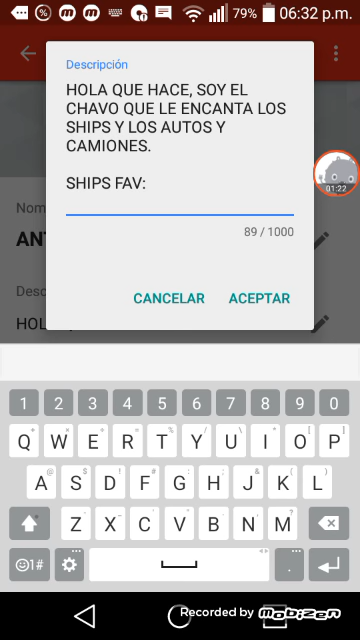 79% 06:32 p.m.
Descripción
HOLA QUE HACE, SOY EL
CHAVO QUE LE ENCANTA LOS
SHIPS Y LOS AUTOS Y
CAMIONES.
SHIPS FAV:
01:22
89 / 1000
Nom
ANT
Desc
HOL
CANCELAR ACEPTAR
1 2 3 4 5 6 7 8 9 0
Q W E R T Y U I O P
A S D F G H J K L
Z X C V B N M
☺1#
Recorded by MOBIZEN